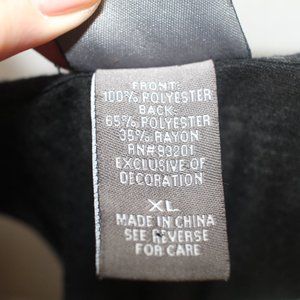 FRONT:
100% POLYESTER
BACK:
65% POLYESTER
35% RAYON
RN#93201
EXCLUSIVE OF
DECORATION
XL
MADE IN CHINA
SEE REVERSE
FOR CARE